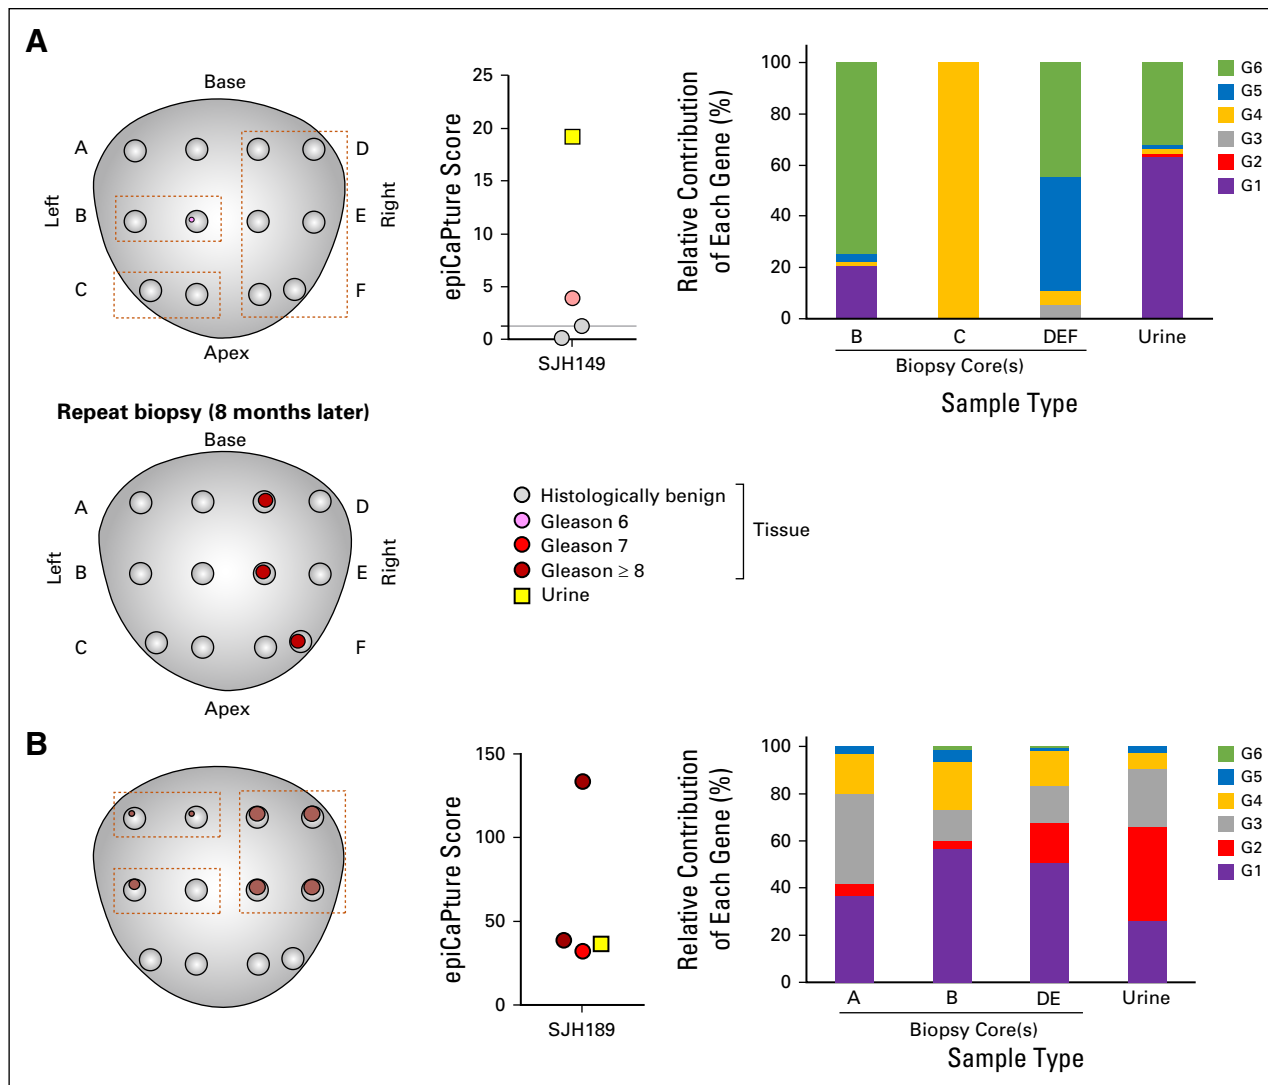 A
Base
A
D
B
E
C
F
Left
Right
Apex
epiCaPture Score
25
20
15
10
5
0
SJH149
Relative Contribution
of Each Gene (%)
100
80
60
40
20
0
B
C
DEF
Urine
Biopsy Core(s)
Sample Type
G6
G5
G4
G3
G2
G1
Repeat biopsy (8 months later)
Base
A
D
B
E
C
F
Left
Right
Apex
Histologically benign
Gleason 6
Gleason 7
Gleason ≥ 8
Urine
Tissue
B
epiCaPture Score
150
100
50
0
SJH189
Relative Contribution
of Each Gene (%)
100
80
60
40
20
0
A
B
DE
Urine
Biopsy Core(s)
Sample Type
G6
G5
G4
G3
G2
G1